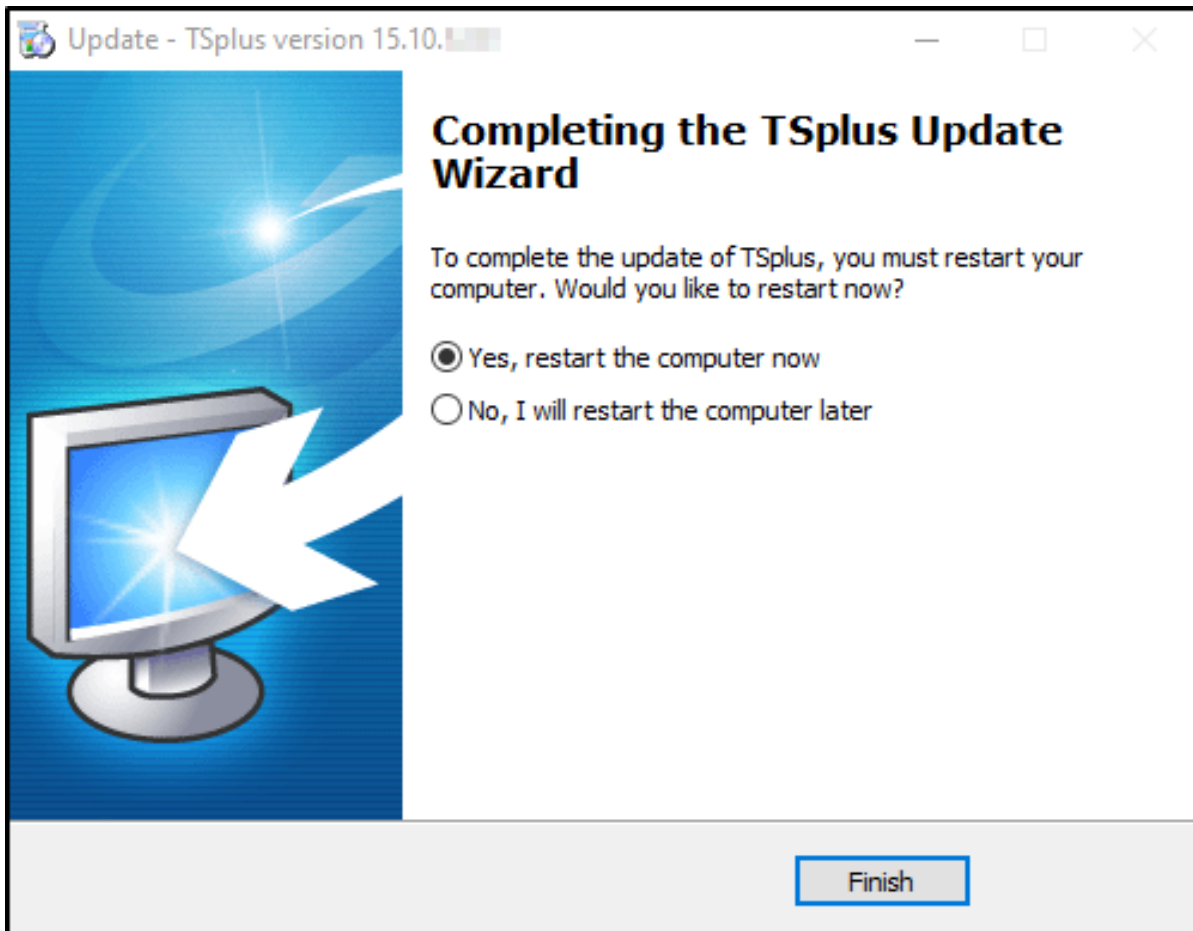 Update - TSplus version 15.10.
Completing the TSplus Update
Wizard
To complete the update of TSplus, you must restart your
computer. Would you like to restart now?
Yes, restart the computer now
No, I will restart the computer later
Finish